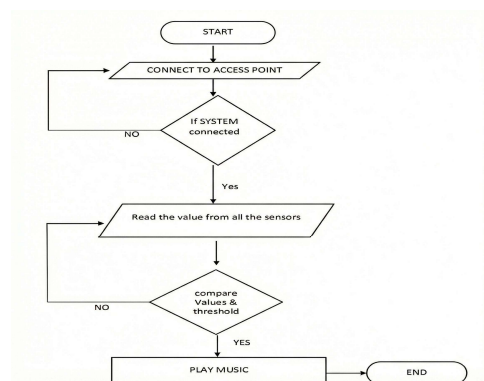 START
CONNECT TO ACCESS POINT
If SYSTEM
connected
NO
Yes
Read the value from all the sensors
compare
Values &
threshold
NO
YES
PLAY MUSIC
END